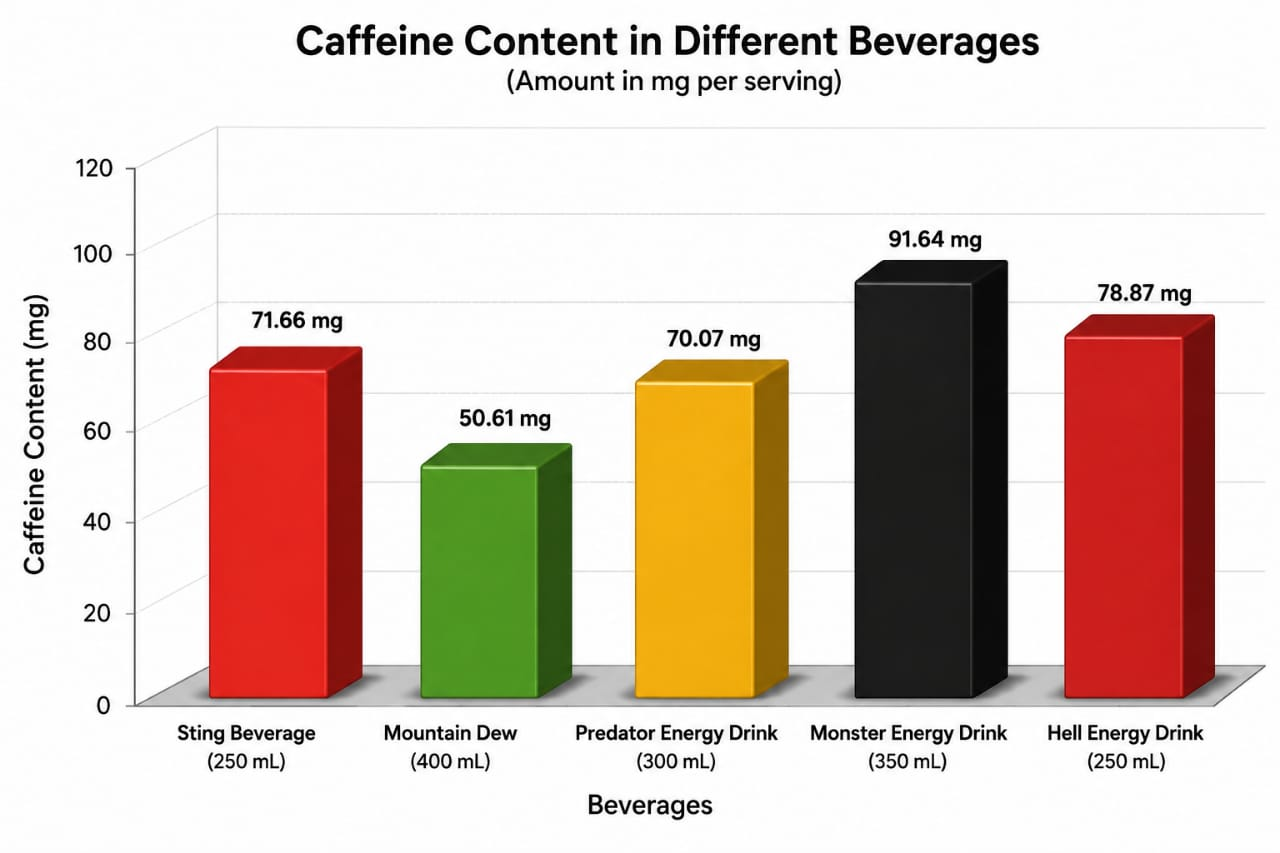 Caffeine Content in Different Beverages
(Amount in mg per serving)
Caffeine Content (mg)
120
100
80
60
40
20
0
71.66 mg
50.61 mg
70.07 mg
91.64 mg
78.87 mg
Sting Beverage
(250 mL)
Mountain Dew
(400 mL)
Predator Energy Drink
(300 mL)
Monster Energy Drink
(350 mL)
Hell Energy Drink
(250 mL)
Beverages